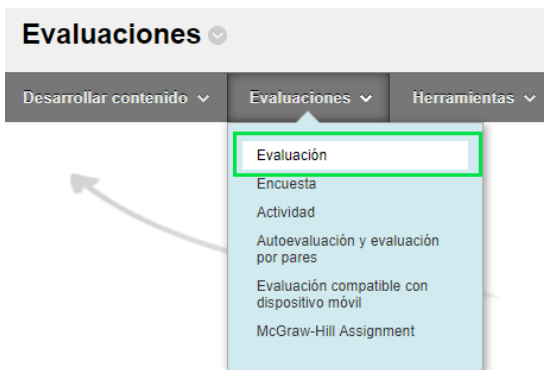 Evaluaciones
Desarrollar contenido Evaluaciones Herramientas
Evaluación
Encuesta
Actividad
Autoevaluación y evaluación
por pares
Evaluación compatible con
dispositivo móvil
McGraw-Hill Assignment